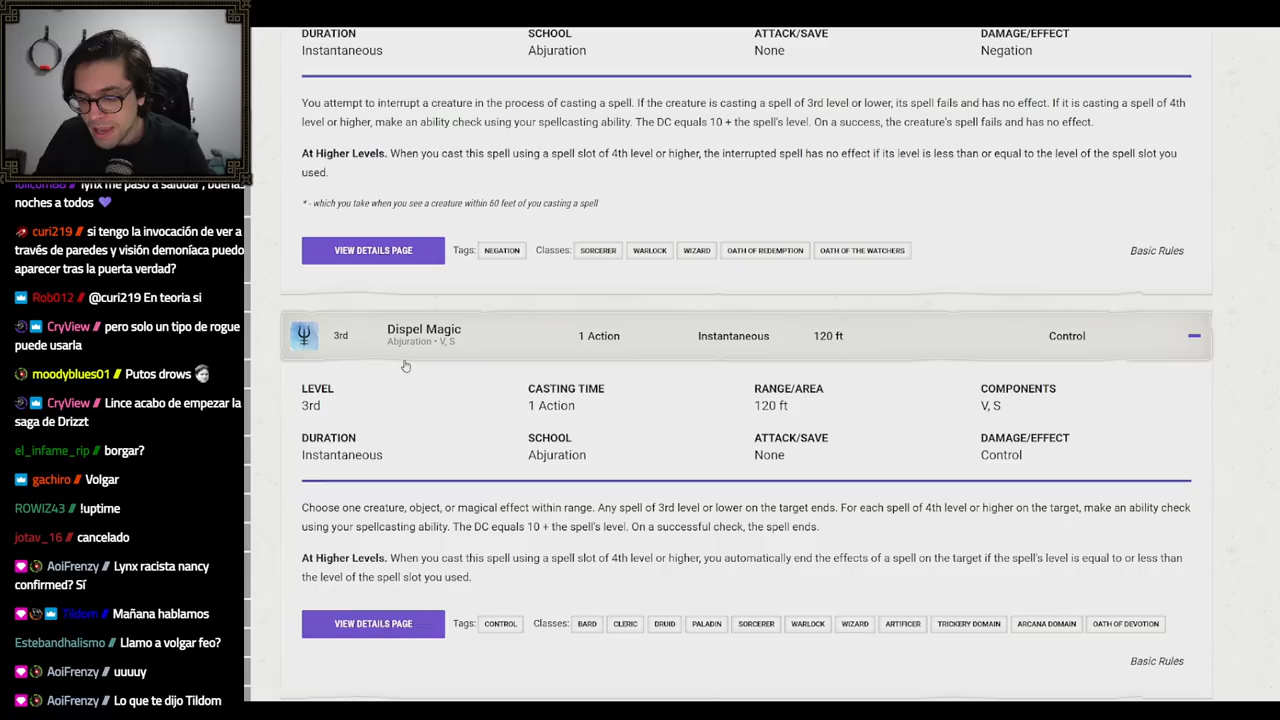 DURATION SCHOOL ATTACK/SAVE DAMAGE/EFFECT
Instantaneous Abjuration None Negation
You attempt to interrupt a creature in the process of casting a spell. If the creature is casting a spell of 3rd level or lower, its spell fails and has no effect. If it is casting a spell of 4th
level or higher, make an ability check using your spellcasting ability. The DC equals 10 + the spell's level. On a success, the creature's spell fails and has no effect.
At Higher Levels. When you cast this spell using a spell slot of 4th level or higher, the interrupted spell has no effect if its level is less than or equal to the level of the spell slot you
used.
* - which you take when you see a creature within 60 feet of you casting a spell
VIEW DETAILS PAGE Tags: NEGATION Classes: SORCERER WARLOCK WIZARD OATH OF REDEMPTION OATH OF THE WATCHERS Basic Rules
3rd Dispel Magic 1 Action Instantaneous 120 ft Control
Abjuration • V, S
LEVEL CASTING TIME RANGE/AREA COMPONENTS
3rd 1 Action 120 ft V, S
DURATION SCHOOL ATTACK/SAVE DAMAGE/EFFECT
Instantaneous Abjuration None Control
Choose one creature, object, or magical effect within range. Any spell of 3rd level or lower on the target ends. For each spell of 4th level or higher on the target, make an ability check
using your spellcasting ability. The DC equals 10 + the spell's level. On a successful check, the spell ends.
At Higher Levels. When you cast this spell using a spell slot of 4th level or higher, you automatically end the effects of a spell on the target if the spell's level is equal to or less than
the level of the spell slot you used.
VIEW DETAILS PAGE Tags: CONTROL Classes: BARD CLERIC DRUID PALADIN SORCERER WARLOCK WIZARD ARTIFICER TRICKERY DOMAIN ARCANA DOMAIN OATH OF DEVOTION
Basic Rules
lynx me paso a saludar , buenas
noches a todos 💜
curi219 // si tengo la invocación de ver a
través de paredes y visión demoníaca puedo
aparecer tras la puerta verdad?
Rob012 // @curi219 En teoria si
CryView // pero solo un tipo de rogue
puede usarla
moodyblues01 // Putos drows
CryView // Lince acabo de empezar la
saga de Drizzt
el_infame_rip // borgar?
gachiro // Volgar
ROWIZ43 // !uptime
jotav_16 // cancelado
AoiFrenzy // Lynx racista nancy
confirmed? Sí
Tildom // Mañana hablamos
Estebandhalismo // Llamo a volgar feo?
AoiFrenzy // uuuuy
AoiFrenzy // Lo que te dijo Tildom